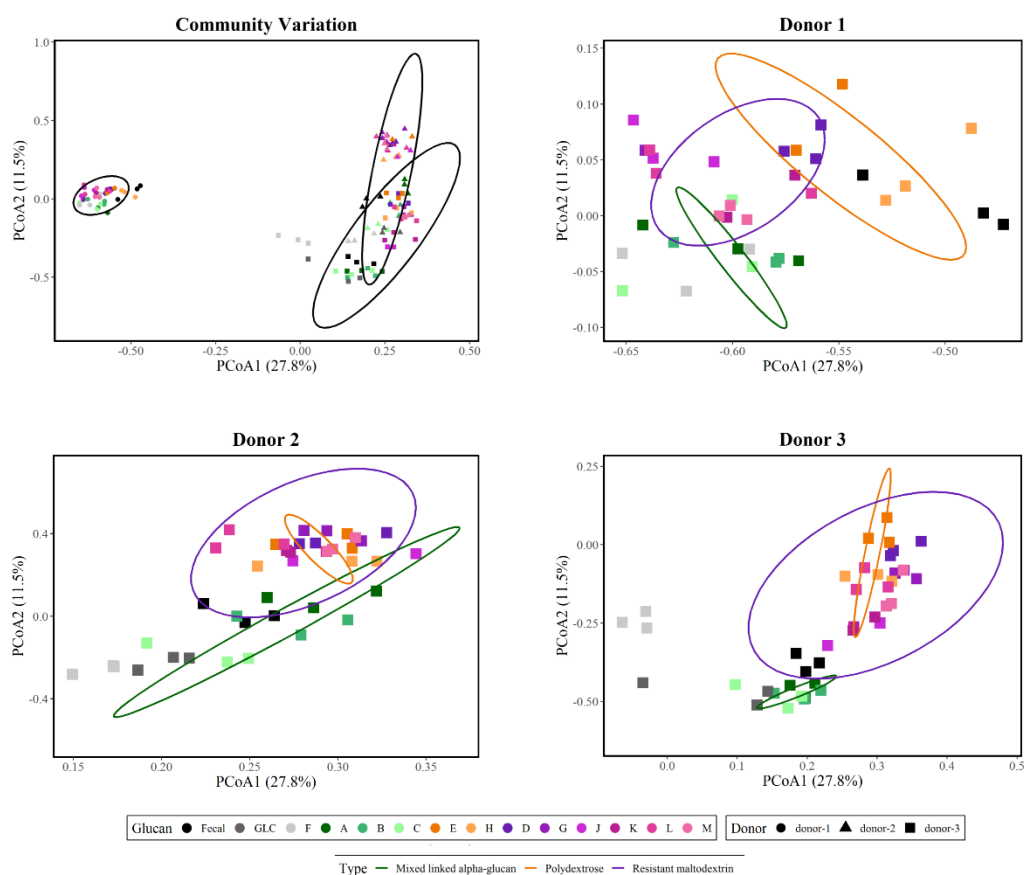 Community Variation
PCoA2 (11.5%)
1.0
0.5
0.0
-0.5
-0.50
-0.25
0.00
0.25
0.50
PCoA1 (27.8%)
Donor 1
PCoA2 (11.5%)
0.15
0.10
0.05
0.00
-0.05
-0.10
-0.65
-0.60
-0.55
-0.50
PCoA1 (27.8%)
Donor 2
PCoA2 (11.5%)
0.4
0.0
-0.4
0.15
0.20
0.25
0.30
0.35
PCoA1 (27.8%)
Donor 3
PCoA2 (11.5%)
0.25
0.00
-0.25
-0.50
0.0
0.1
0.2
0.3
0.4
0.5
PCoA1 (27.8%)
Glucan Fecal GLC F A B C E H D G J K L M
Donor donor-1 donor-2 donor-3
Type Mixed linked alpha-glucan Polydextrose Resistant maltodextrin